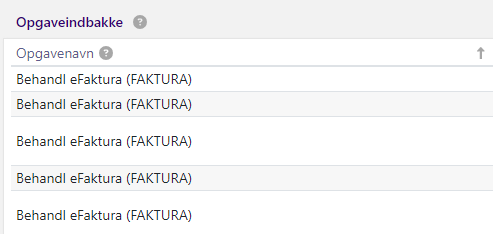 Opgaveindbakke ?
Opgavenavn ?
Behandl eFaktura (FAKTURA)
Behandl eFaktura (FAKTURA)
Behandl eFaktura (FAKTURA)
Behandl eFaktura (FAKTURA)
Behandl eFaktura (FAKTURA)